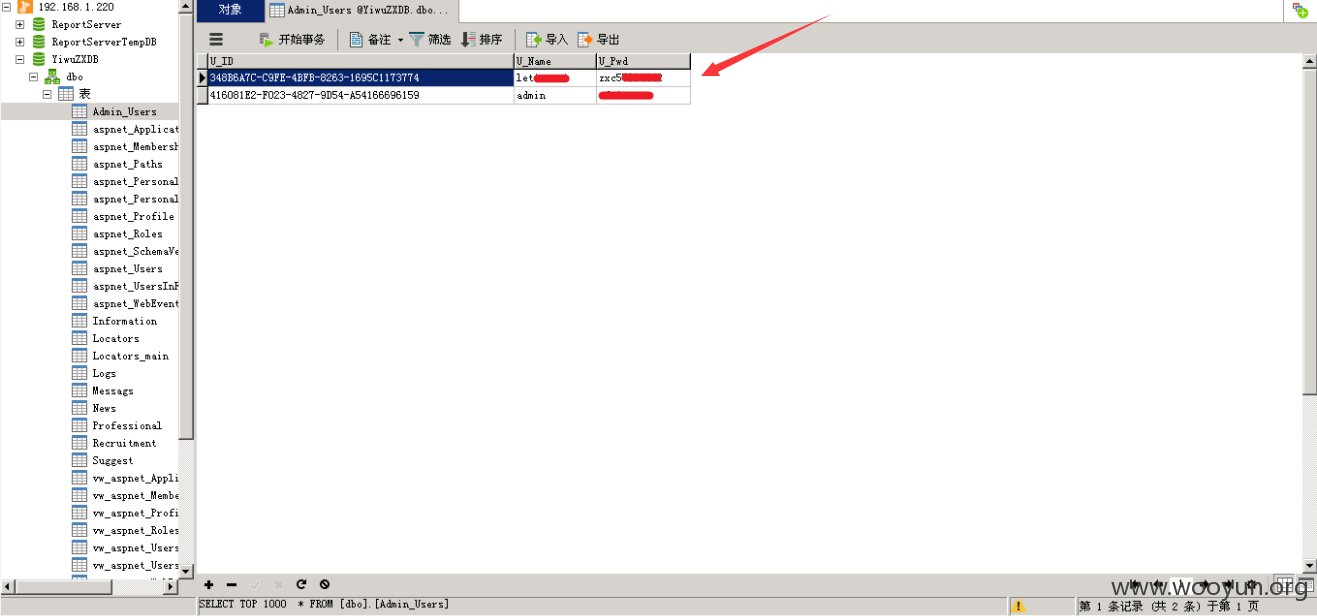 192.168.1.220
ReportServer
ReportServerTempDB
YiwuZXDB
dbo
表
Admin_Users
aspnet_Applicat
aspnet_Membersh
aspnet_Paths
aspnet_Personal
aspnet_Personal
aspnet_Profile
aspnet_Roles
aspnet_SchemaVe
aspnet_Users
aspnet_UsersInR
aspnet_WebEvent
Information
Locators
Locators_main
Logs
Message
News
Professional
Recruitment
Suggest
vw_aspnet_Appli
vw_aspnet_Membe
vw_aspnet_Profi
vw_aspnet_Roles
vw_aspnet_Users
vw_aspnet_Users
对象 Admin_Users @YiwuZXDB.dbo...
开始事务 备注 筛选 排序 导入 导出
U_ID U_Name U_Pwd
348B6A7C-C9FE-4BFB-8263-1695C1173774 let zxc5
416081E2-F023-4827-9D54-A54166696159 admin
www.wooyun.org
SELECT TOP 1000 * FROM [dbo].[Admin_Users]
第 1 条记录 (共 2 条) 于第 1 页